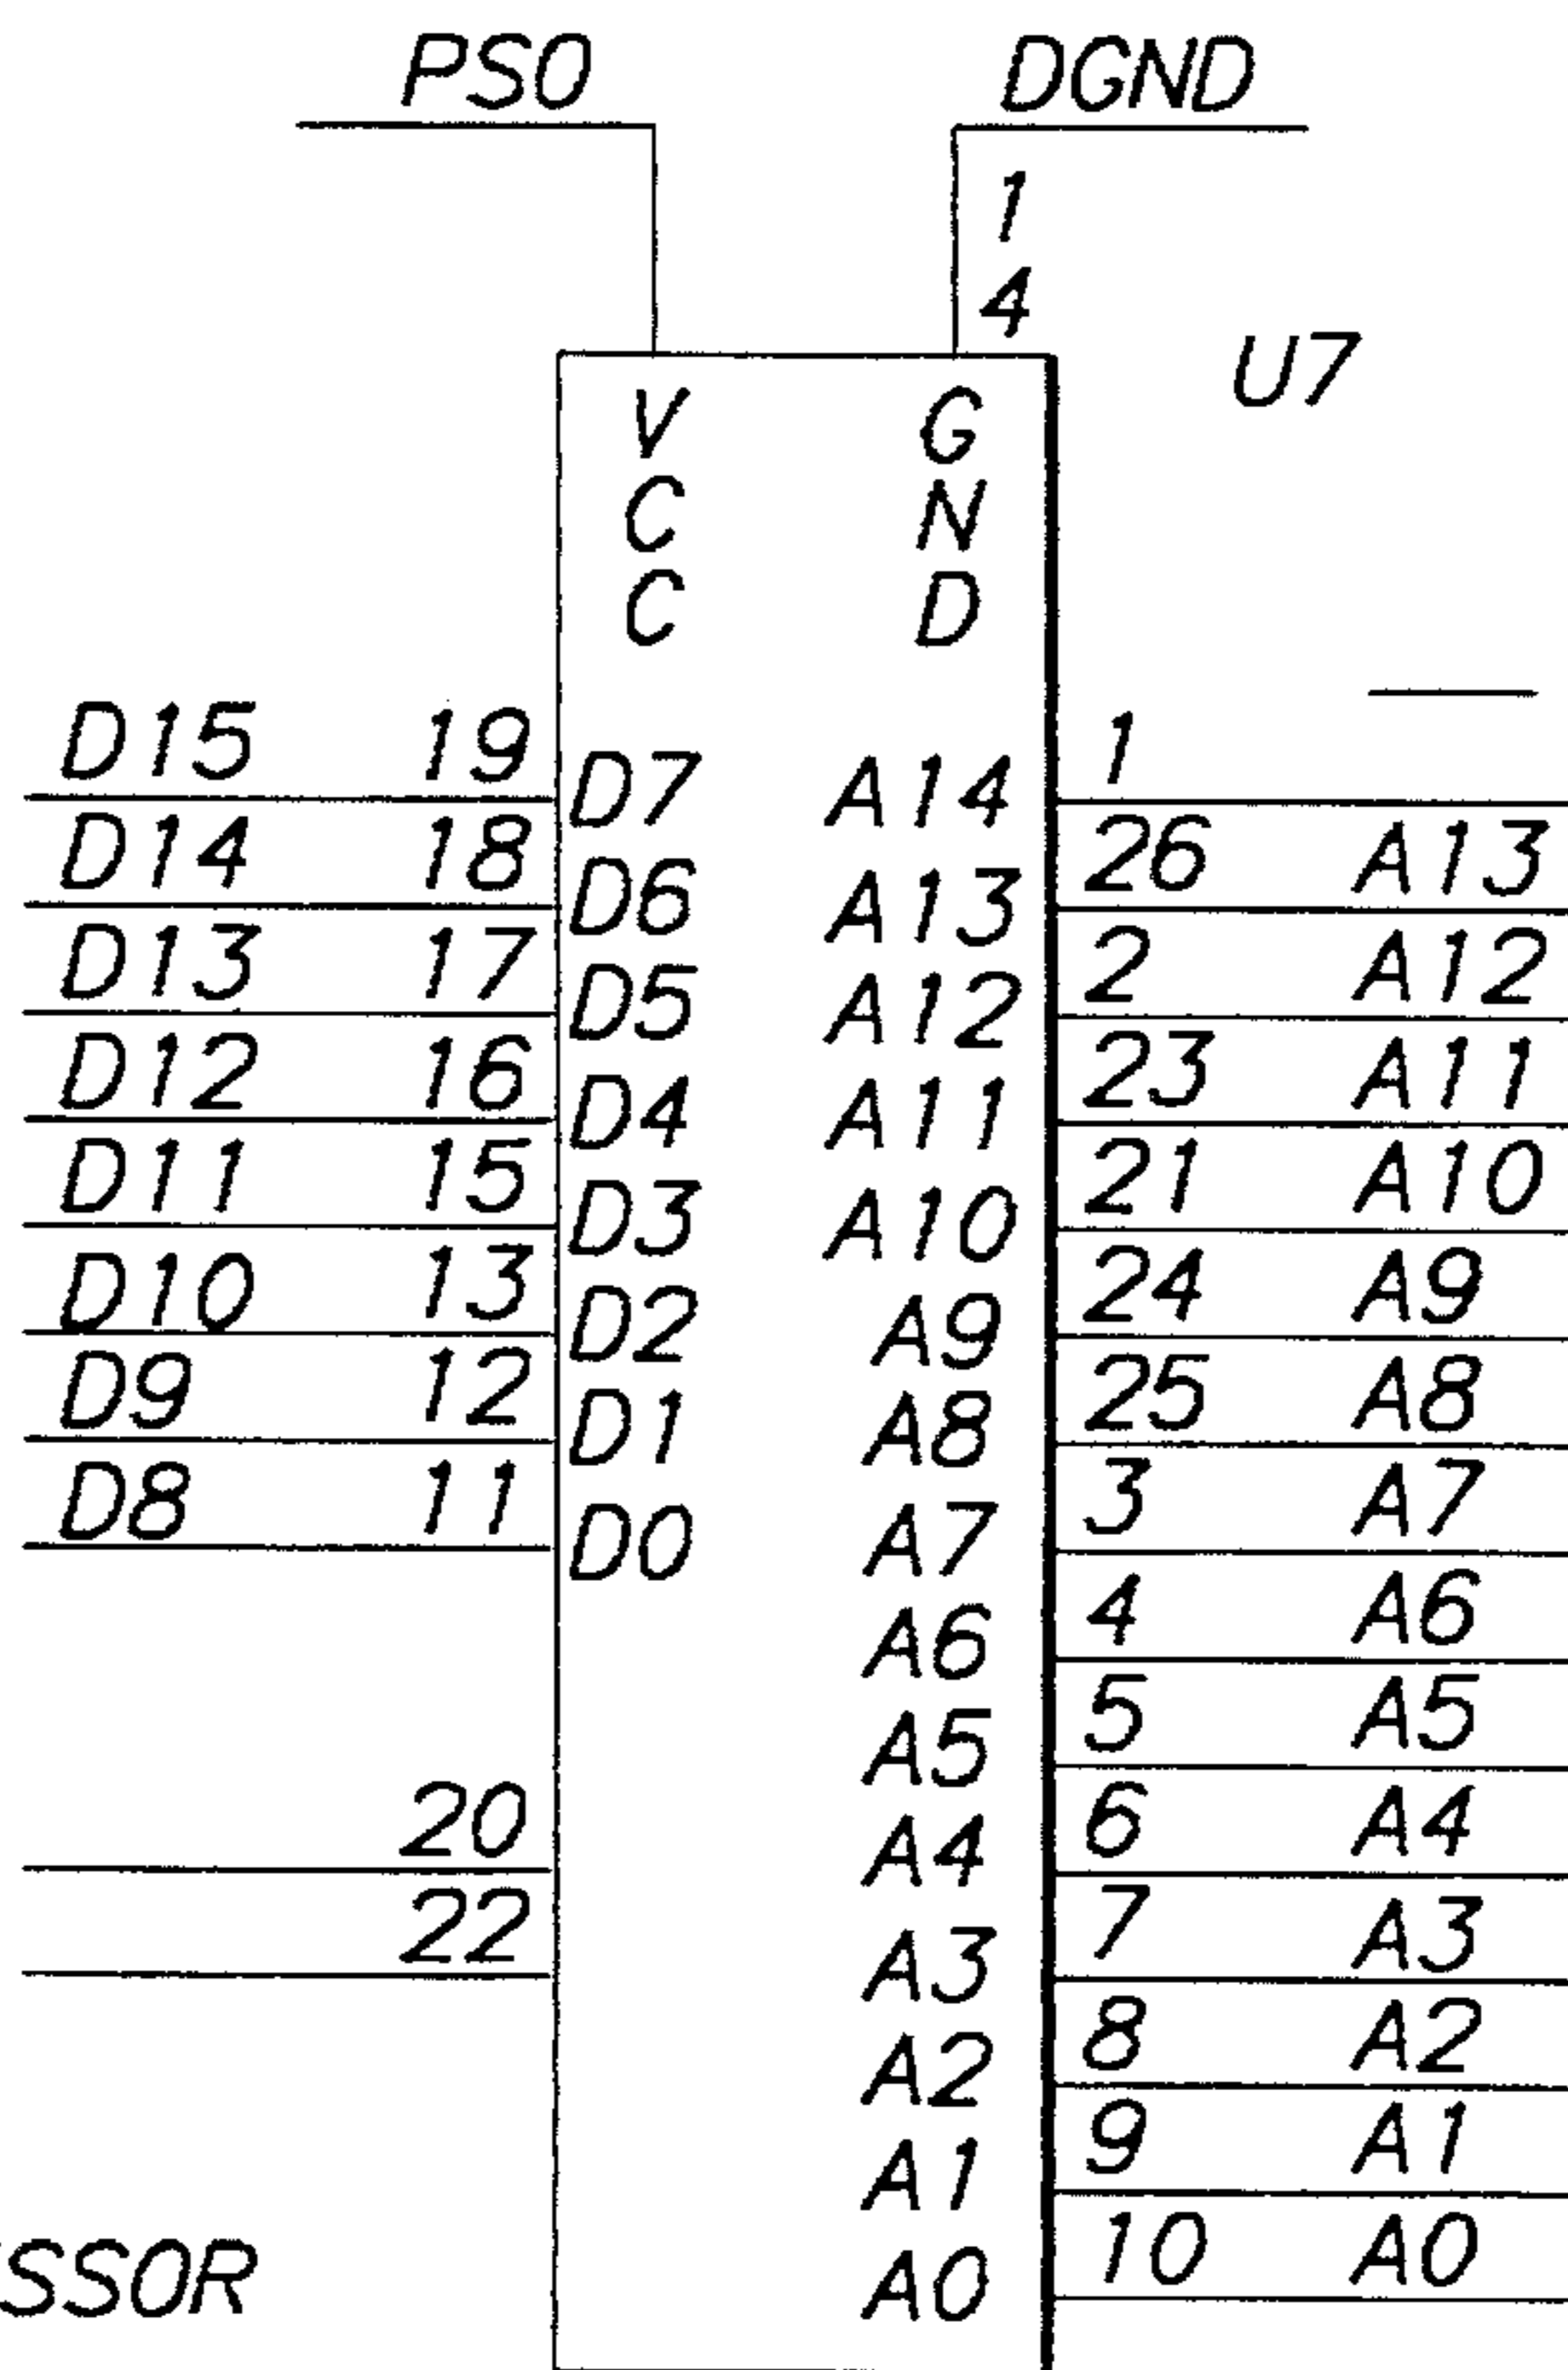 PS0 DGND
1
4
U7
V G
C N
C D
D15 19 D7 A14 1
D14 18 D6 A13 26 A13
D13 17 D5 A12 2 A12
D12 16 D4 A11 23 A11
D11 15 D3 A10 21 A10
D10 13 D2 A9 24 A9
D9 12 D1 A8 25 A8
D8 11 D0 A7 3 A7
A6 4 A6
A5 5 A5
20 A4 6 A4
22 A3 7 A3
A2 8 A2
A1 9 A1
SSOR A0 10 A0